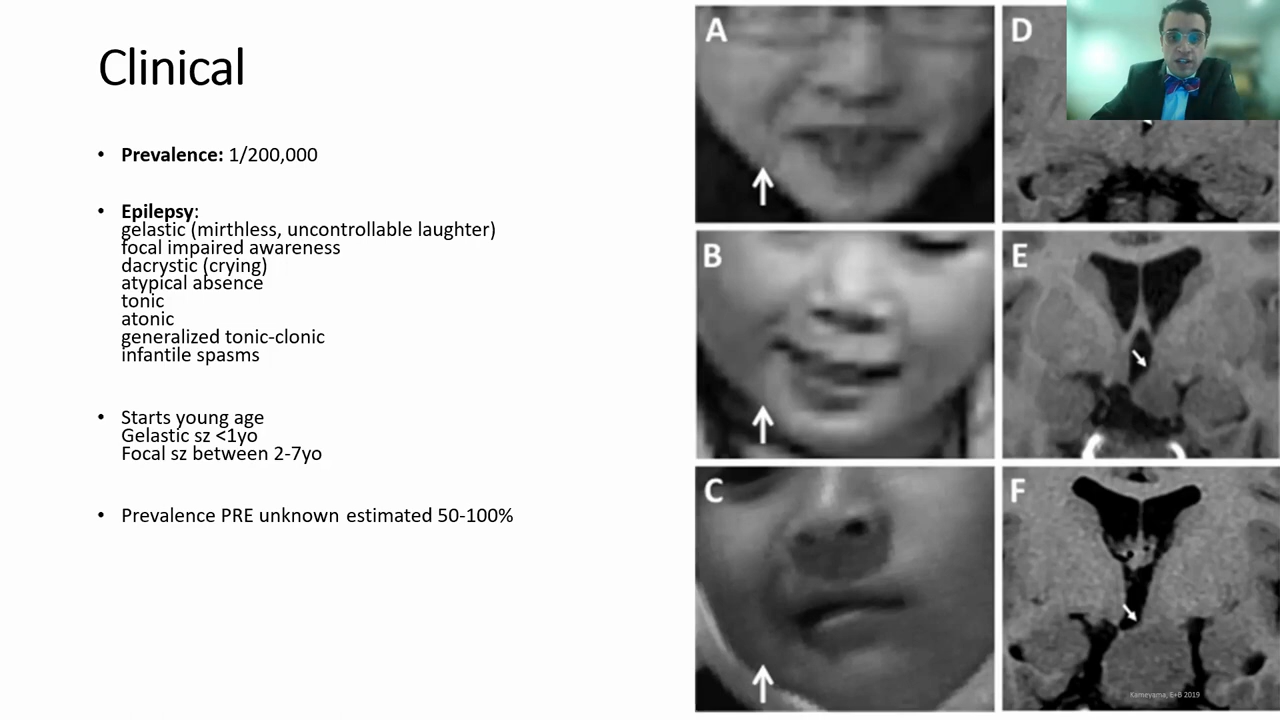 Clinical
• Prevalence: 1/200,000
• Epilepsy:
gelastic (mirthless, uncontrollable laughter)
focal impaired awareness
dacrystic (crying)
atypical absence
tonic
atonic
generalized tonic-clonic
infantile spasms
• Starts young age
Gelastic sz <1yo
Focal sz between 2-7yo
• Prevalence PRE unknown estimated 50-100%
A
D
B
E
C
F
Kameyama, E+B 2019